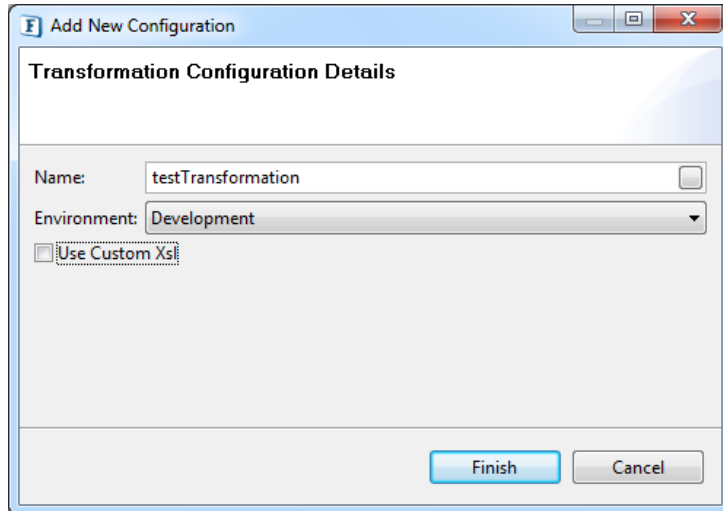 F Add New Configuration
Transformation Configuration Details
Name: testTransformation
Environment: Development
Use Custom Xsl
Finish Cancel